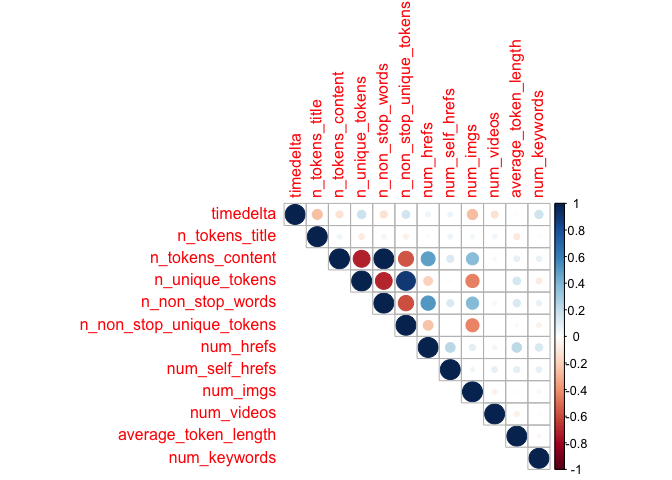 timedelta
n_tokens_title
n_tokens_content
n_unique_tokens
n_non_stop_words
n_non_stop_unique_tokens
num_hrefs
num_self_hrefs
num_imgs
num_videos
average_token_length
num_keywords
timedelta
n_tokens_title
n_tokens_content
n_unique_tokens
n_non_stop_words
n_non_stop_unique_tokens
num_hrefs
num_self_hrefs
num_imgs
num_videos
average_token_length
num_keywords
1
0.8
0.6
0.4
0.2
0
-0.2
-0.4
-0.6
-0.8
-1